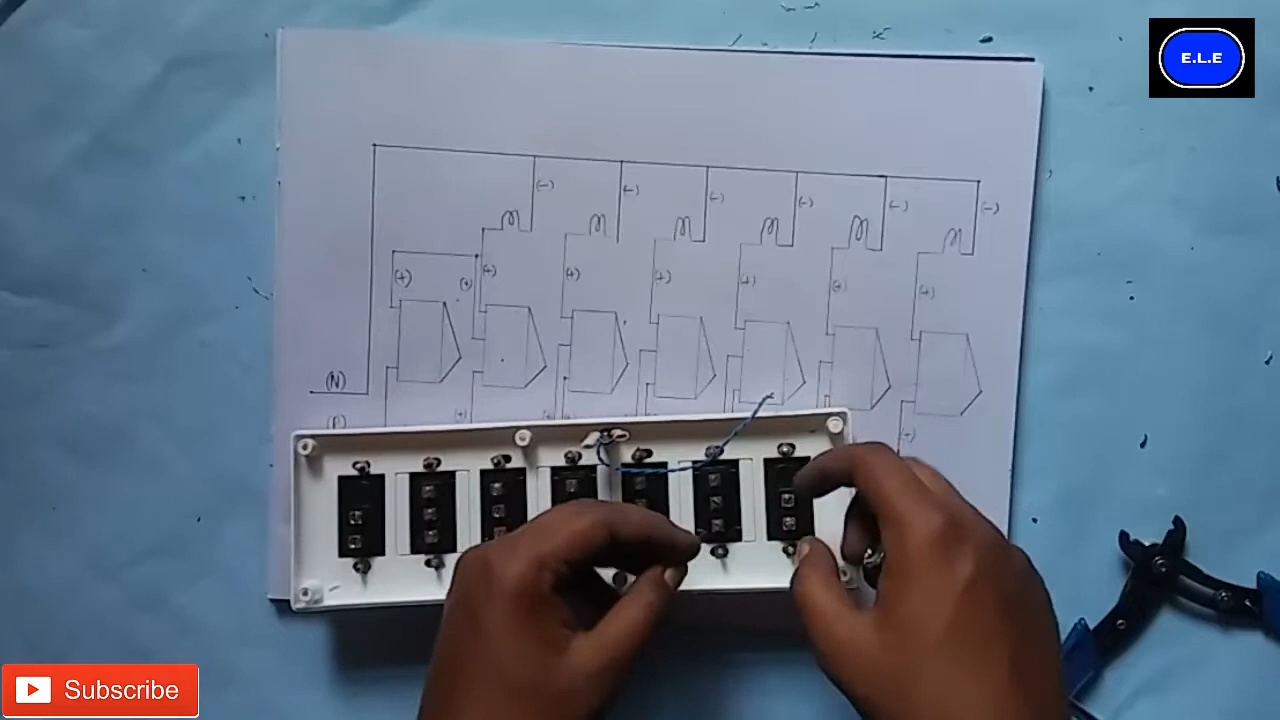 E.L.E
(-) (-) (-) (-) (-) (-)
(+) (+) (+) (+) (+) (+) (+) (+)
(N)
(P)
(+)
(+)
Subscribe